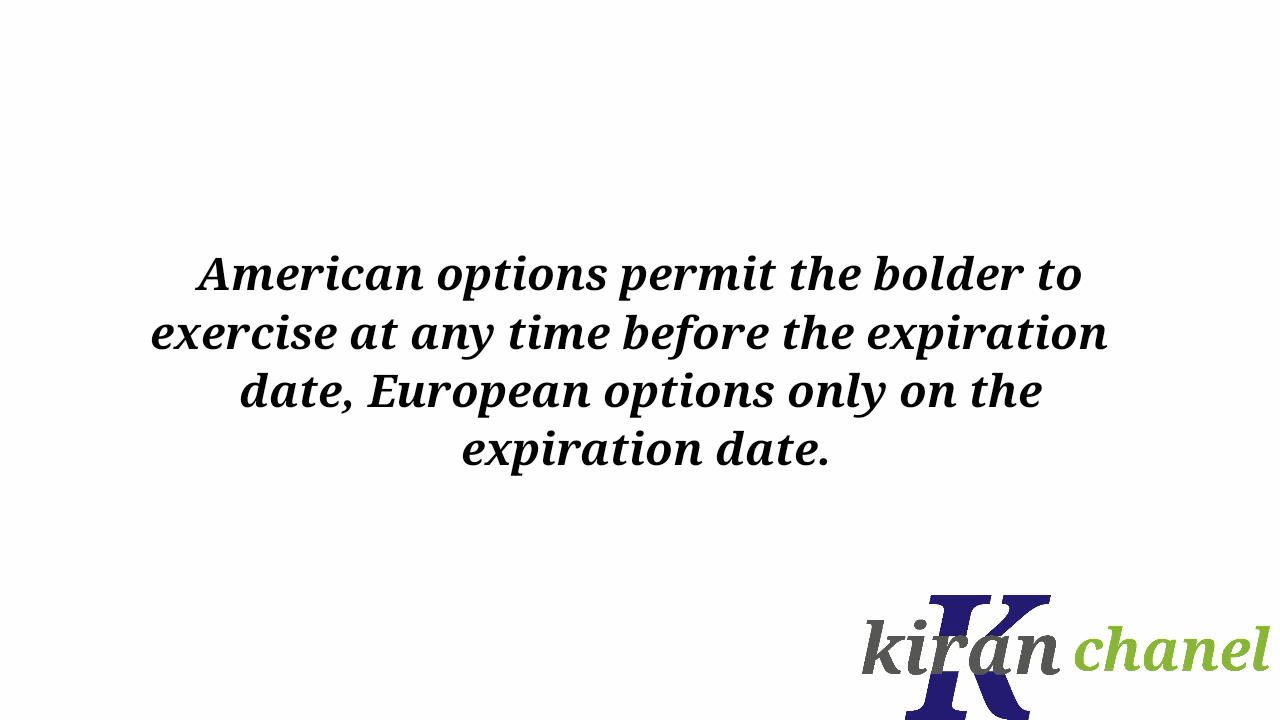 American options permit the bolder to
exercise at any time before the expiration
date, European options only on the
expiration date.
K
kiran chanel